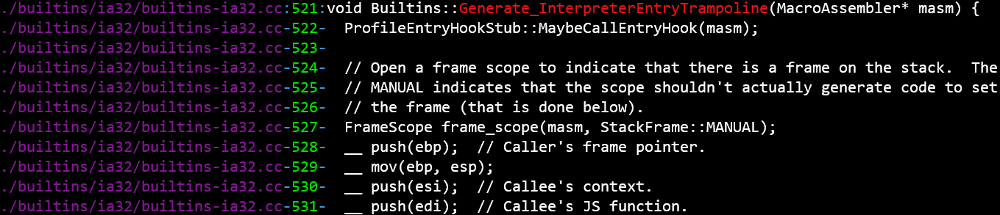 ./builtins/ia32/builtins-ia32.cc:521:void Builtins::Generate_InterpreterEntryTrampoline(MacroAssembler* masm) {
./builtins/ia32/builtins-ia32.cc-522-  ProfileEntryHookStub::MaybeCallEntryHook(masm);
./builtins/ia32/builtins-ia32.cc-523-
./builtins/ia32/builtins-ia32.cc-524-  // Open a frame scope to indicate that there is a frame on the stack.  The
./builtins/ia32/builtins-ia32.cc-525-  // MANUAL indicates that the scope shouldn't actually generate code to set
./builtins/ia32/builtins-ia32.cc-526-  // the frame (that is done below).
./builtins/ia32/builtins-ia32.cc-527-  FrameScope frame_scope(masm, StackFrame::MANUAL);
./builtins/ia32/builtins-ia32.cc-528-  __ push(ebp);  // Caller's frame pointer.
./builtins/ia32/builtins-ia32.cc-529-  __ mov(ebp, esp);
./builtins/ia32/builtins-ia32.cc-530-  __ push(esi);  // Callee's context.
./builtins/ia32/builtins-ia32.cc-531-  __ push(edi);  // Callee's JS function.